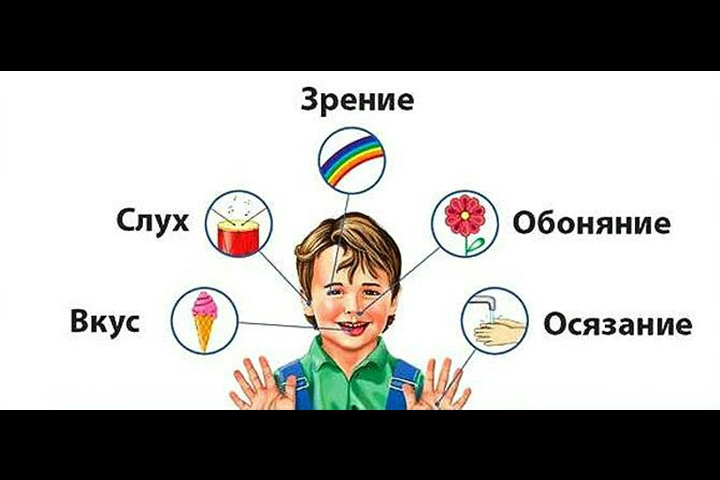 Зрение
Слух
Обоняние
Вкус
Осязание